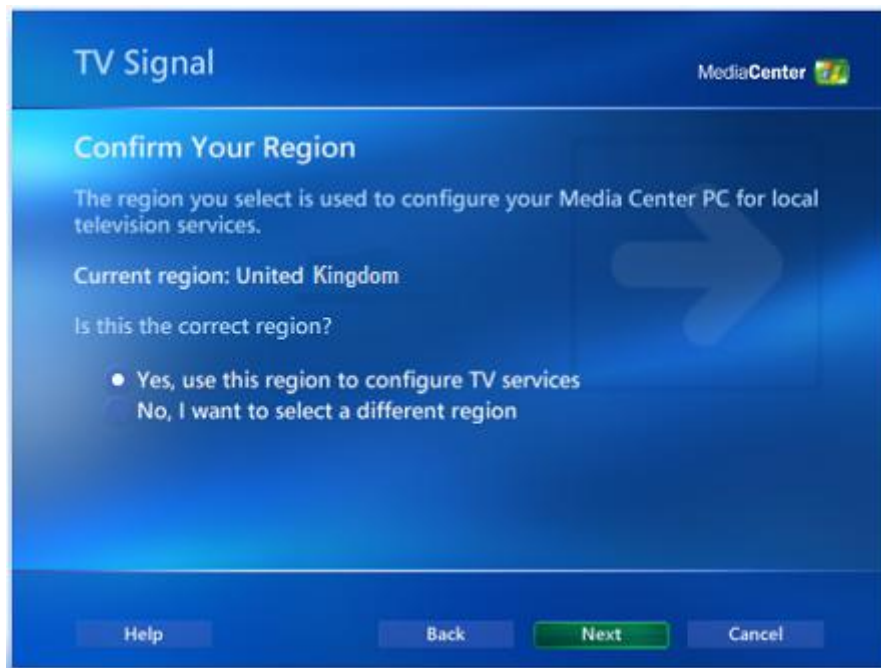 TV Signal
MediaCenter
Confirm Your Region
The region you select is used to configure your Media Center PC for local
television services.
Current region: United Kingdom
Is this the correct region?
Yes, use this region to configure TV services
No, I want to select a different region
Help Back Next Cancel